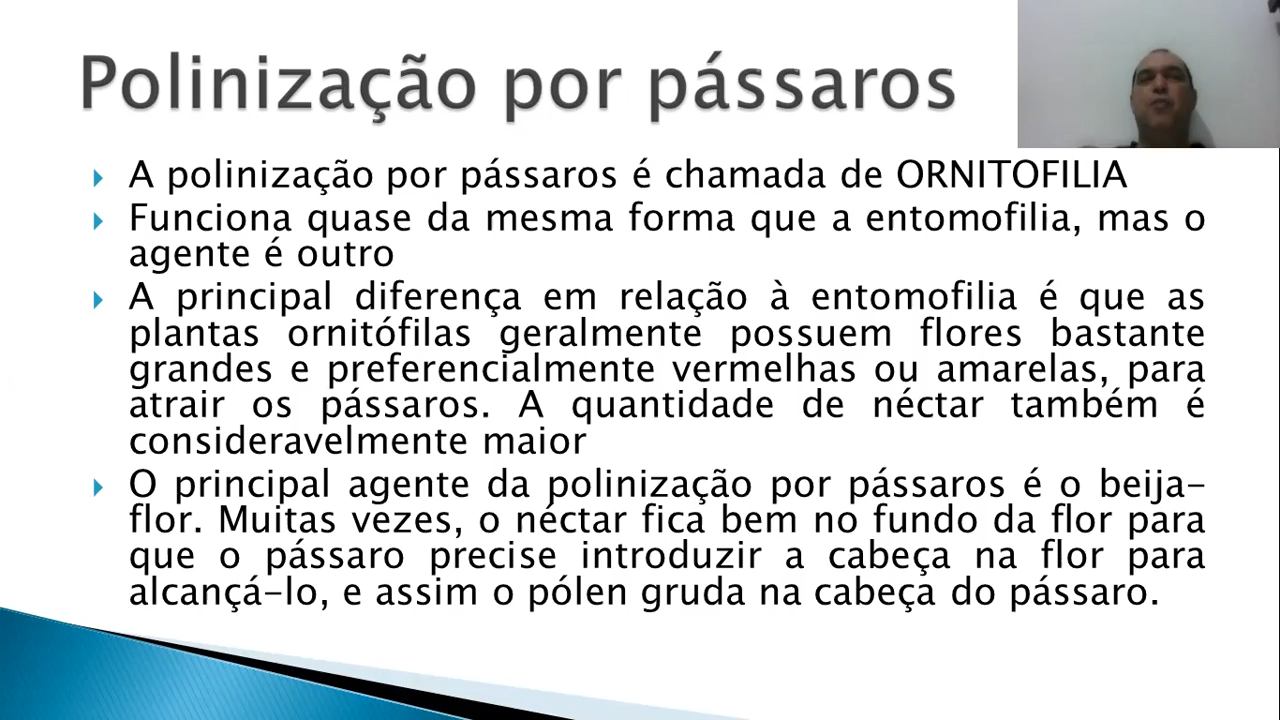 Polinização por pássaros
A polinização por pássaros é chamada de ORNITOFILIA
Funciona quase da mesma forma que a entomofilia, mas o
agente é outro
A principal diferença em relação à entomofilia é que as
plantas ornitófilas geralmente possuem flores bastante
grandes e preferencialmente vermelhas ou amarelas, para
atrair os pássaros. A quantidade de néctar também é
consideravelmente maior
O principal agente da polinização por pássaros é o beija-
flor. Muitas vezes, o néctar fica bem no fundo da flor para
que o pássaro precise introduzir a cabeça na flor para
alcançá-lo, e assim o pólen gruda na cabeça do pássaro.